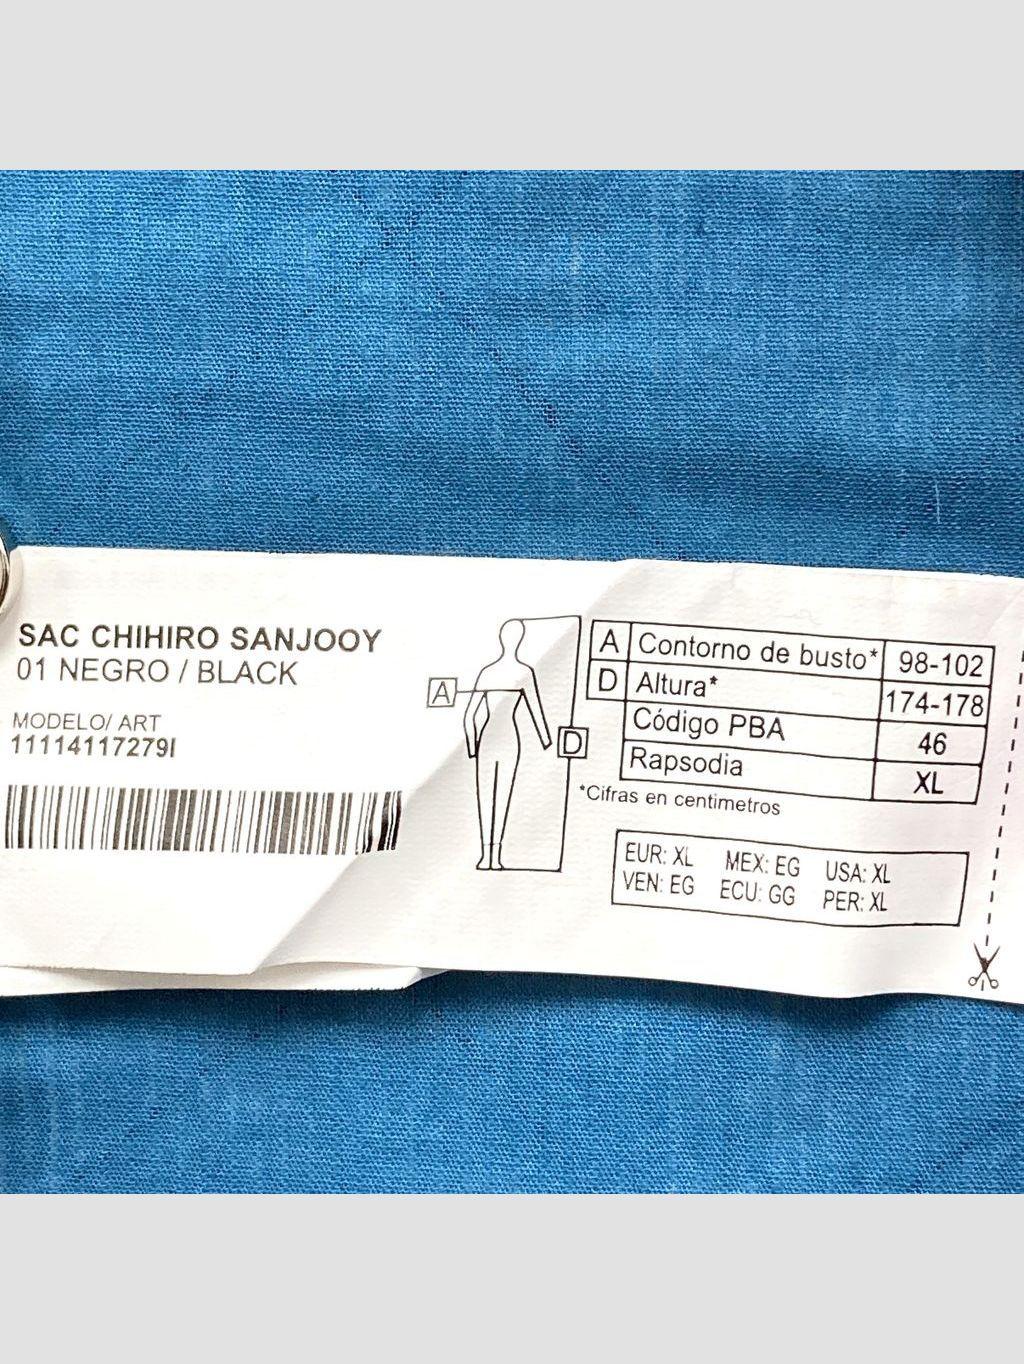 SAC CHIHIRO SANJOOY
01 NEGRO / BLACK
MODELO/ ART
11114117279I
A
D
A Contorno de busto* 98-102
D Altura* 174-178
Código PBA 46
Rapsodia XL
*Cifras en centimetros
EUR: XL MEX: EG USA: XL
VEN: EG ECU: GG PER: XL